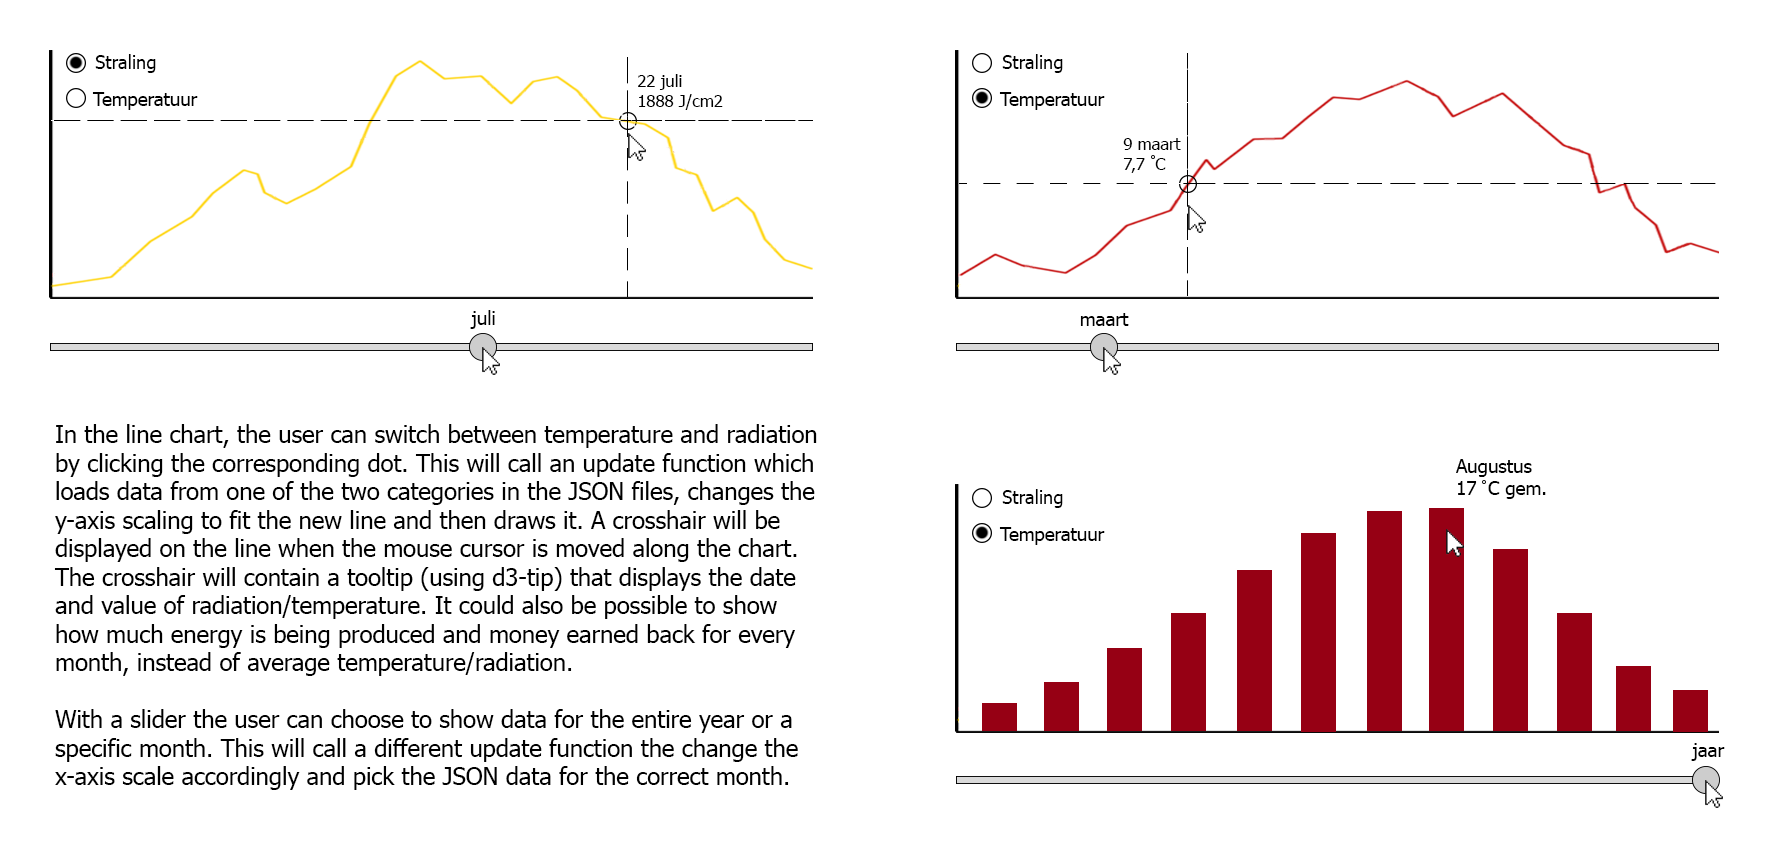 Straling
Temperatuur
22 juli
1888 J/cm2
juli
Straling
Temperatuur
9 maart
7,7 ˚C
maart
In the line chart, the user can switch between temperature and radiation
by clicking the corresponding dot. This will call an update function which
loads data from one of the two categories in the JSON files, changes the
y-axis scaling to fit the new line and then draws it. A crosshair will be
displayed on the line when the mouse cursor is moved along the chart.
The crosshair will contain a tooltip (using d3-tip) that displays the date
and value of radiation/temperature. It could also be possible to show
how much energy is being produced and money earned back for every
month, instead of average temperature/radiation.
With a slider the user can choose to show data for the entire year or a
specific month. This will call a different update function the change the
x-axis scale accordingly and pick the JSON data for the correct month.
Straling
Temperatuur
Augustus
17 ˚C gem.
jaar